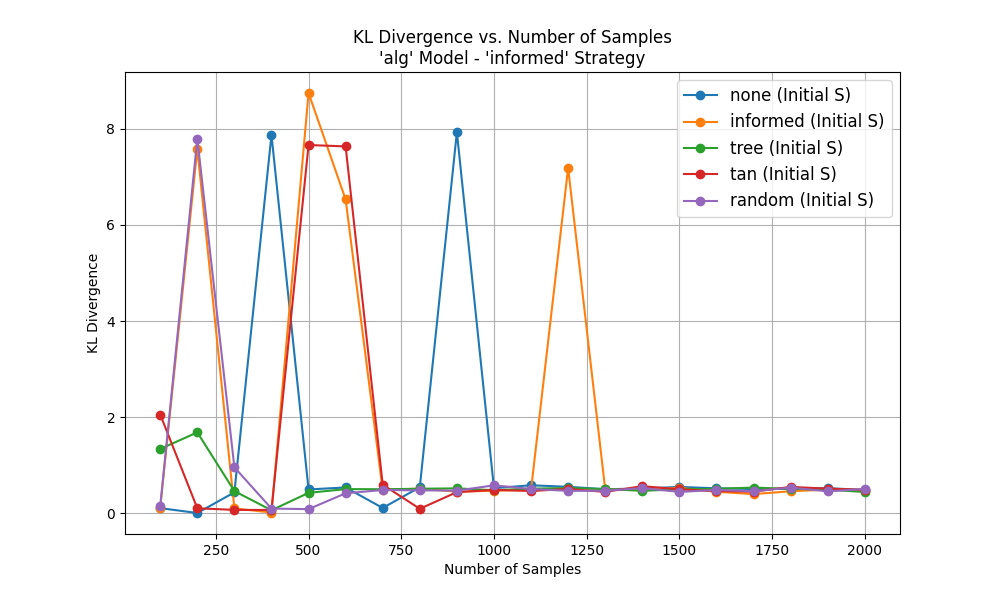 KL Divergence vs. Number of Samples
'alg' Model - 'informed' Strategy
KL Divergence
8
6
4
2
0
none (Initial S)
informed (Initial S)
tree (Initial S)
tan (Initial S)
random (Initial S)
250 500 750 1000 1250 1500 1750 2000
Number of Samples